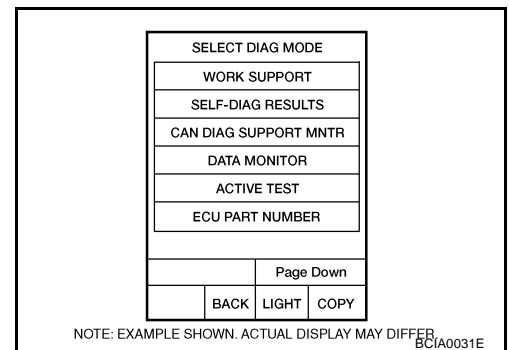 SELECT DIAG MODE
WORK SUPPORT
SELF-DIAG RESULTS
CAN DIAG SUPPORT MNTR
DATA MONITOR
ACTIVE TEST
ECU PART NUMBER
Page Down
BACK LIGHT COPY
NOTE: EXAMPLE SHOWN. ACTUAL DISPLAY MAY DIFFER.
BCIA0031E